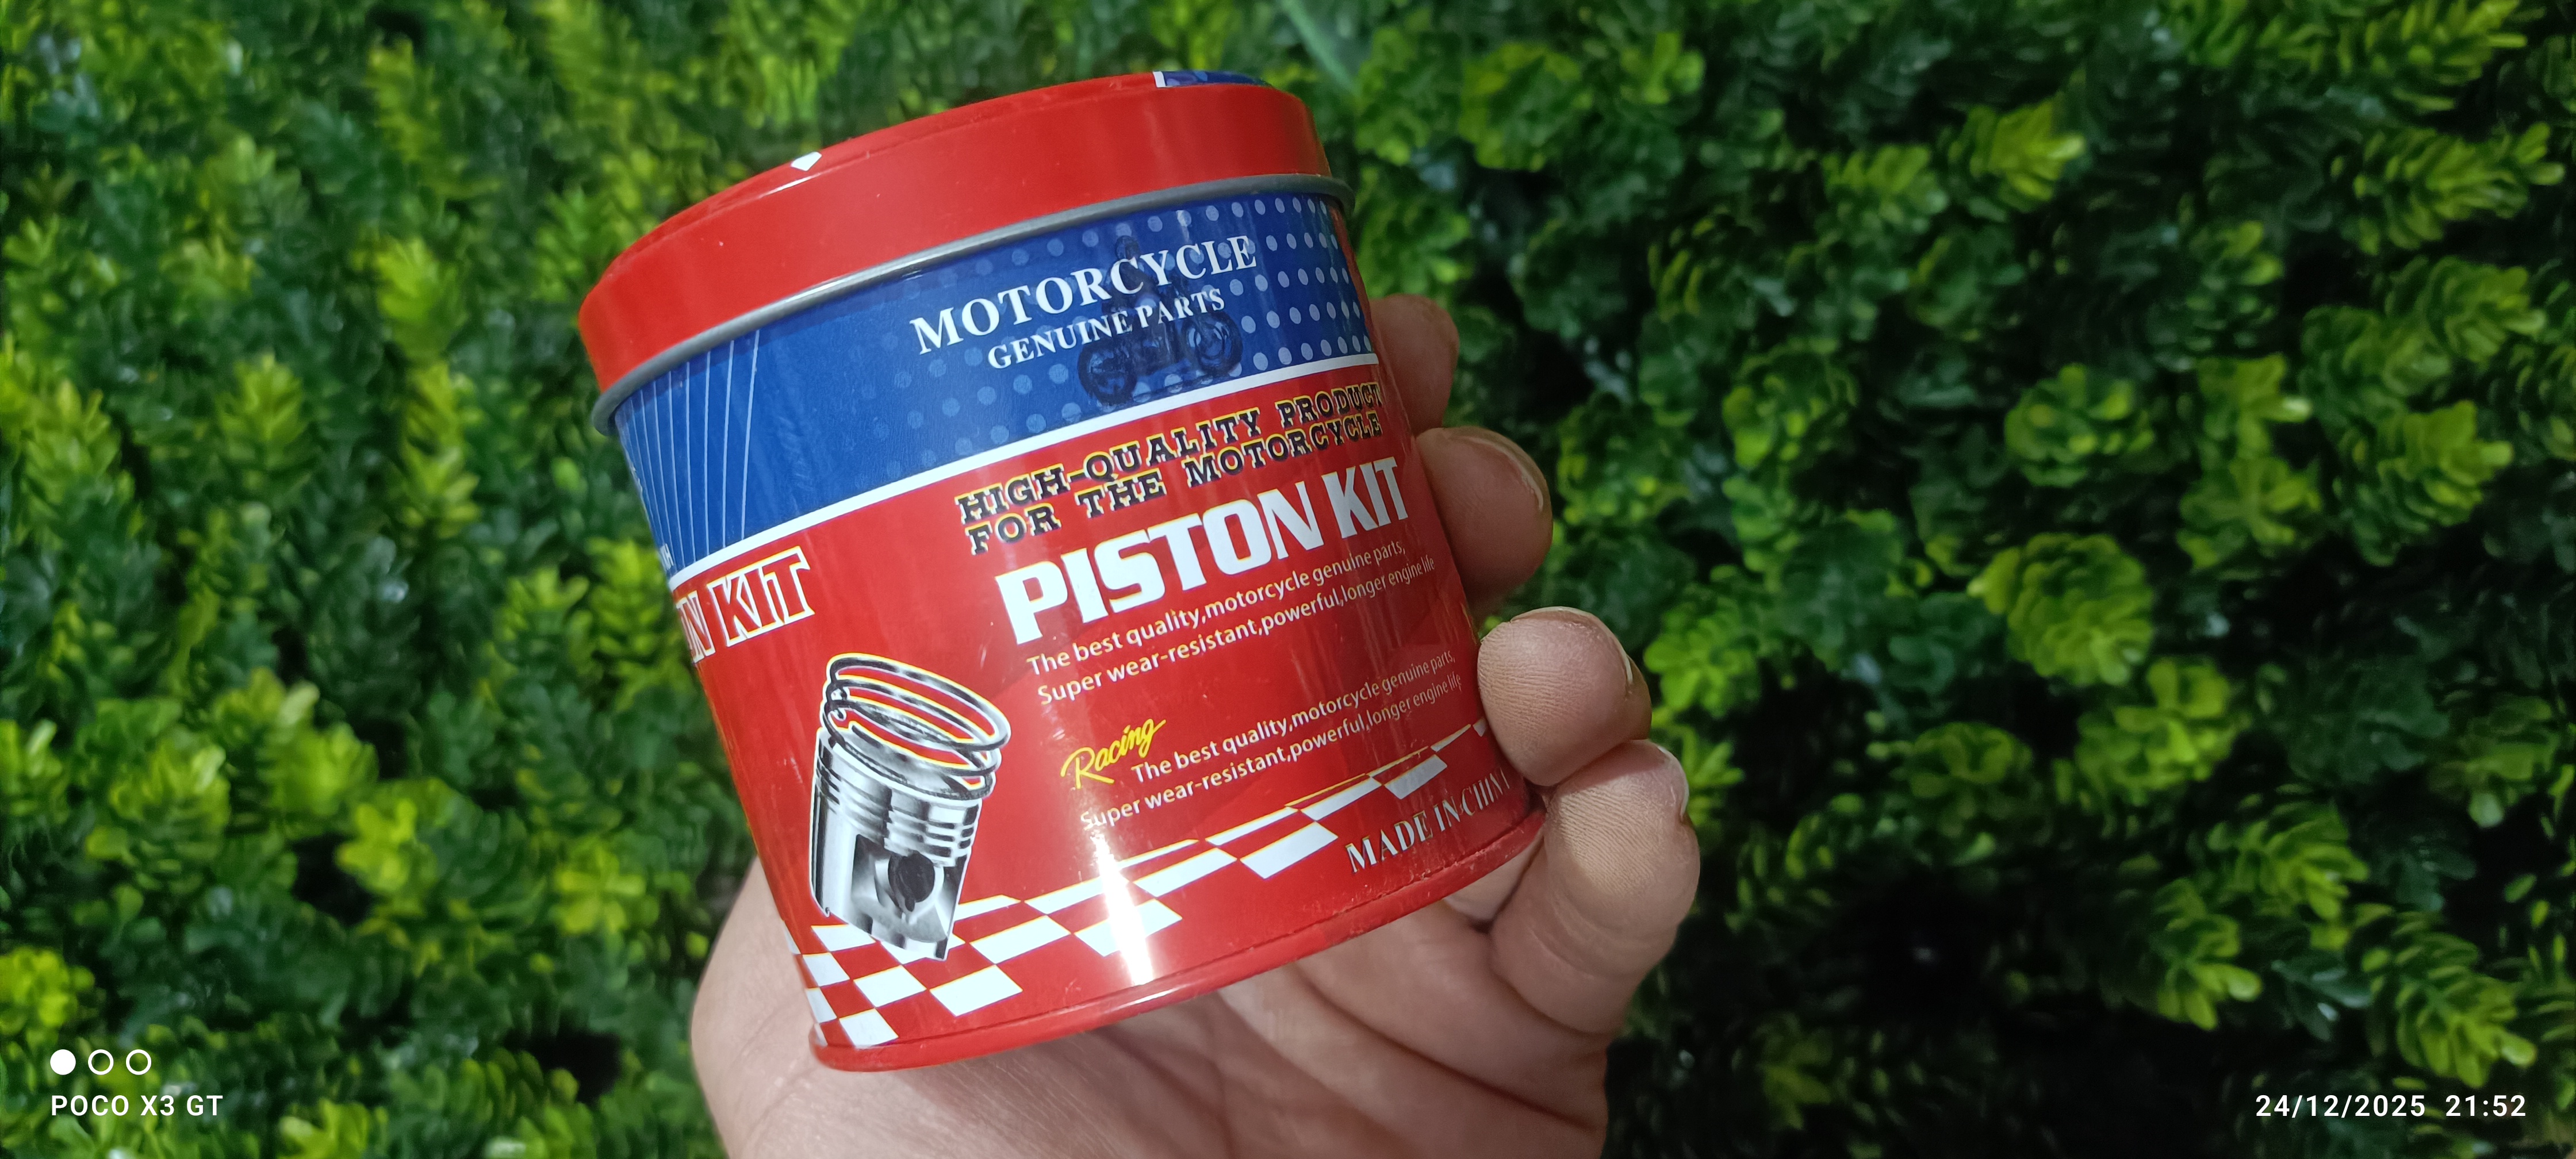 MOTORCYCLE
GENUINE PARTS
HIGH-QUALITY PRODUCT
FOR THE MOTORCYCLE
PISTON KIT
The best quality,motorcycle genuine parts,
Super wear-resistant,powerful,longer engine life
Racing
The best quality,motorcycle genuine parts,
Super wear-resistant,powerful,longer engine life
MADE IN CHINA
KIT
POCO X3 GT
24/12/2025 21:52